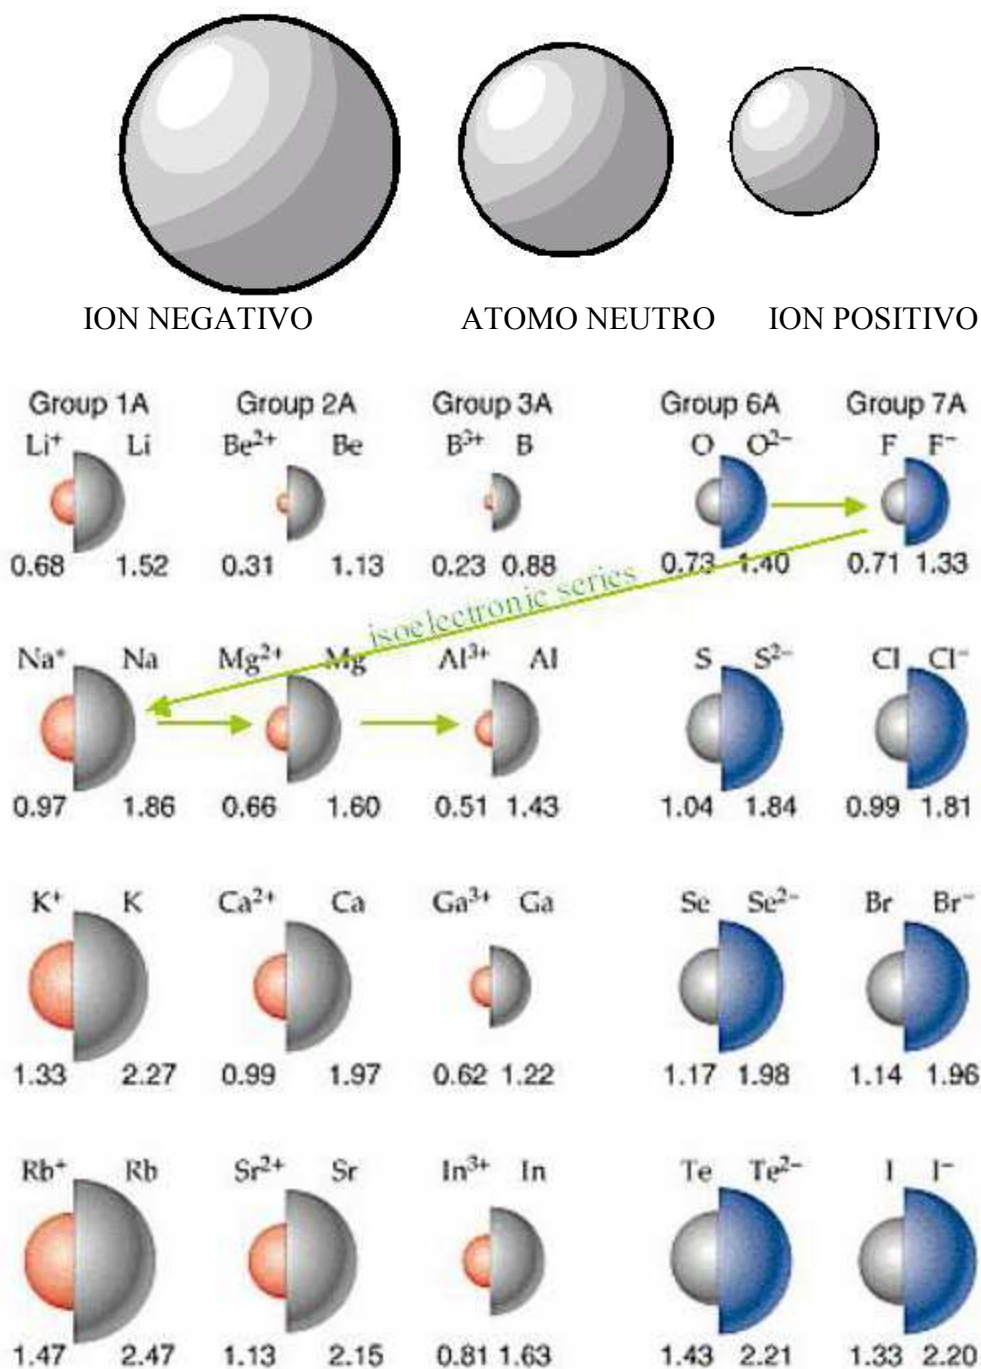 ION NEGATIVO ATOMO NEUTRO ION POSITIVO
Group 1A Group 2A Group 3A Group 6A Group 7A
Li⁺ Li Be²⁺ Be B³⁺ B O O²⁻ F F⁻
0.68 1.52 0.31 1.13 0.23 0.88 0.73 1.40 0.71 1.33
isoelectronic series
Na⁺ Na Mg²⁺ Mg Al³⁺ Al S S²⁻ Cl Cl⁻
0.97 1.86 0.66 1.60 0.51 1.43 1.04 1.84 0.99 1.81
K⁺ K Ca²⁺ Ca Ga³⁺ Ga Se Se²⁻ Br Br⁻
1.33 2.27 0.99 1.97 0.62 1.22 1.17 1.98 1.14 1.96
Rb⁺ Rb Sr²⁺ Sr In³⁺ In Te Te²⁻ I I⁻
1.47 2.47 1.13 2.15 0.81 1.63 1.43 2.21 1.33 2.20